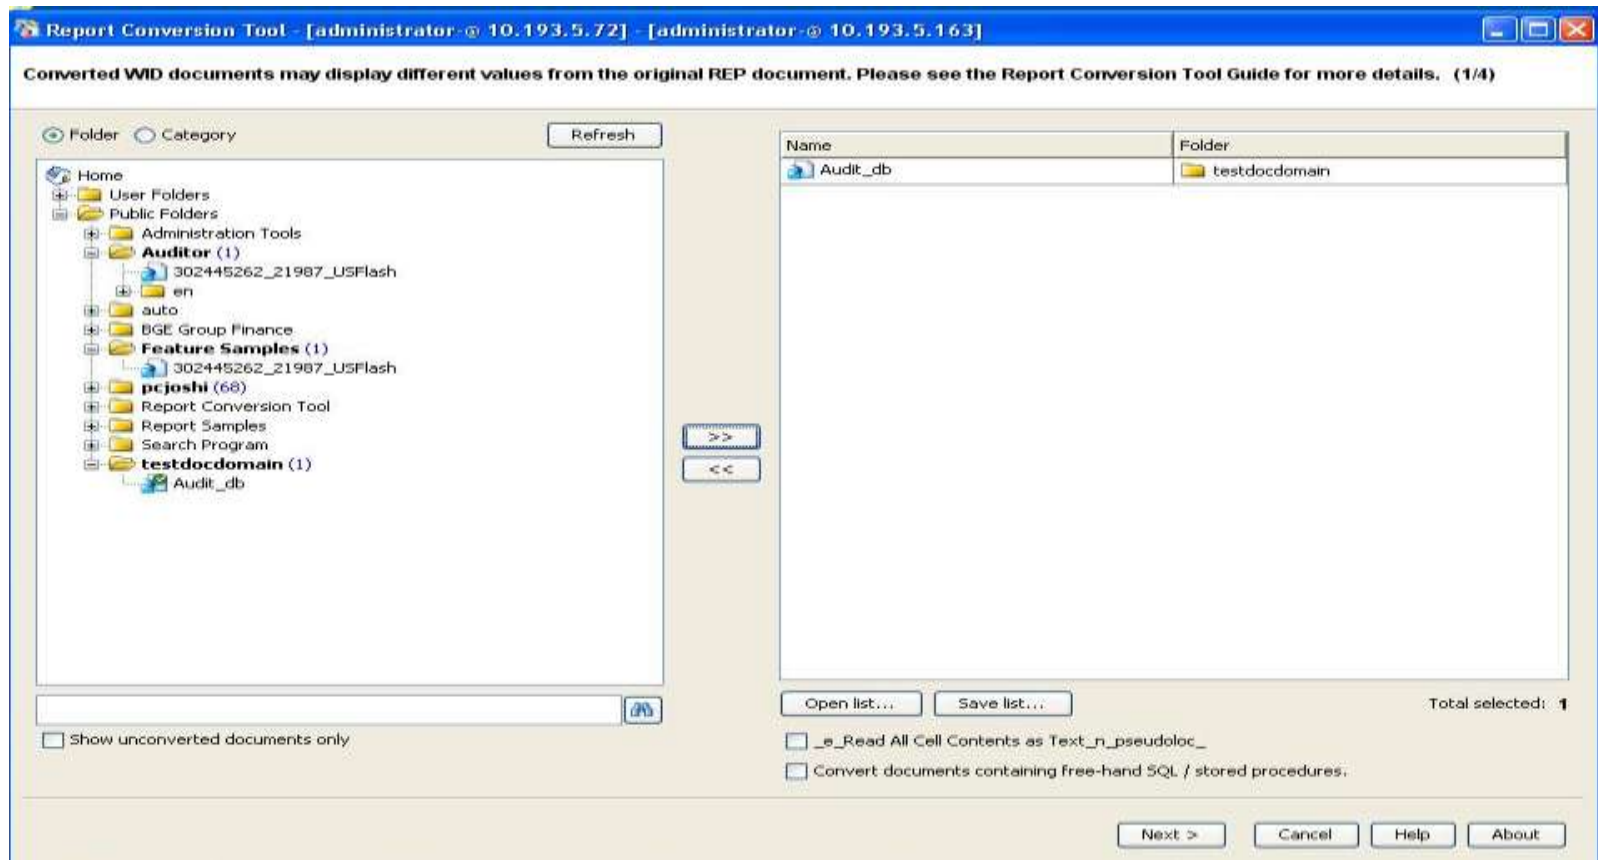 Report Conversion Tool - [administrator-@ 10.193.5.72] - [administrator-@ 10.193.5.163]
Converted WID documents may display different values from the original REP document. Please see the Report Conversion Tool Guide for more details. (1/4)
Folder Category Refresh
Home
User Folders
Public Folders
Administration Tools
Auditor (1)
302445262_21987_USFlash
en
auto
BGE Group Finance
Feature Samples (1)
302445262_21987_USFlash
pcjoshi (68)
Report Conversion Tool
Report Samples
Search Program
testdocdomain (1)
Audit_db
Show unconverted documents only
>>
<<
Name Folder
Audit_db testdocdomain
Open list... Save list... Total selected: 1
_e_Read All Cell Contents as Text_n_pseudoloc_
Convert documents containing free-hand SQL / stored procedures.
Next > Cancel Help About